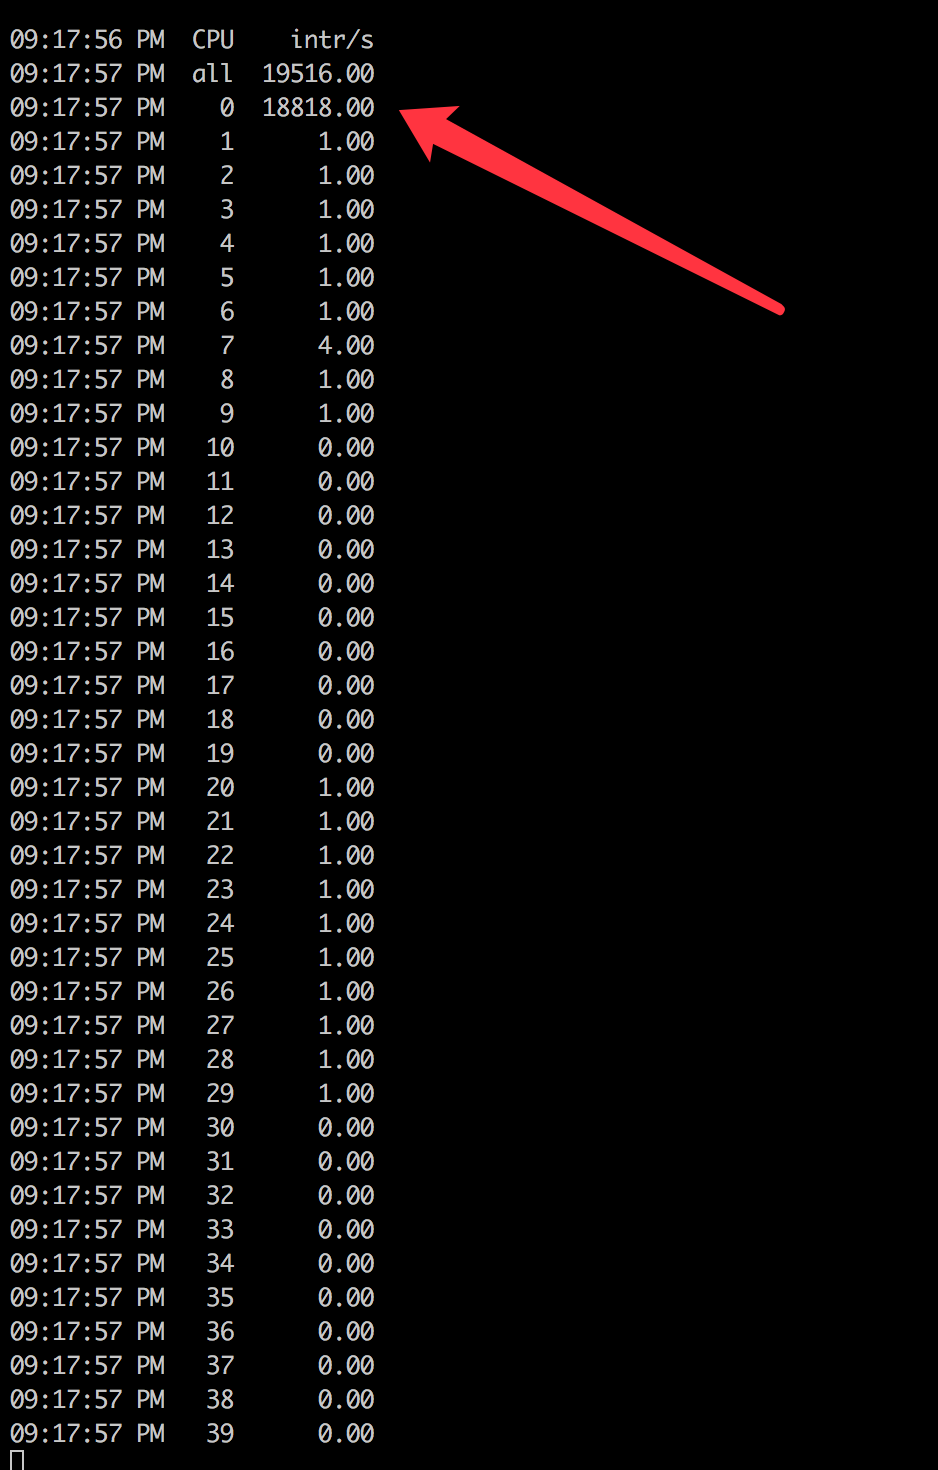 09:17:56 PM  CPU    intr/s
09:17:57 PM  all  19516.00
09:17:57 PM    0  18818.00
09:17:57 PM    1      1.00
09:17:57 PM    2      1.00
09:17:57 PM    3      1.00
09:17:57 PM    4      1.00
09:17:57 PM    5      1.00
09:17:57 PM    6      1.00
09:17:57 PM    7      4.00
09:17:57 PM    8      1.00
09:17:57 PM    9      1.00
09:17:57 PM   10      0.00
09:17:57 PM   11      0.00
09:17:57 PM   12      0.00
09:17:57 PM   13      0.00
09:17:57 PM   14      0.00
09:17:57 PM   15      0.00
09:17:57 PM   16      0.00
09:17:57 PM   17      0.00
09:17:57 PM   18      0.00
09:17:57 PM   19      0.00
09:17:57 PM   20      1.00
09:17:57 PM   21      1.00
09:17:57 PM   22      1.00
09:17:57 PM   23      1.00
09:17:57 PM   24      1.00
09:17:57 PM   25      1.00
09:17:57 PM   26      1.00
09:17:57 PM   27      1.00
09:17:57 PM   28      1.00
09:17:57 PM   29      1.00
09:17:57 PM   30      0.00
09:17:57 PM   31      0.00
09:17:57 PM   32      0.00
09:17:57 PM   33      0.00
09:17:57 PM   34      0.00
09:17:57 PM   35      0.00
09:17:57 PM   36      0.00
09:17:57 PM   37      0.00
09:17:57 PM   38      0.00
09:17:57 PM   39      0.00